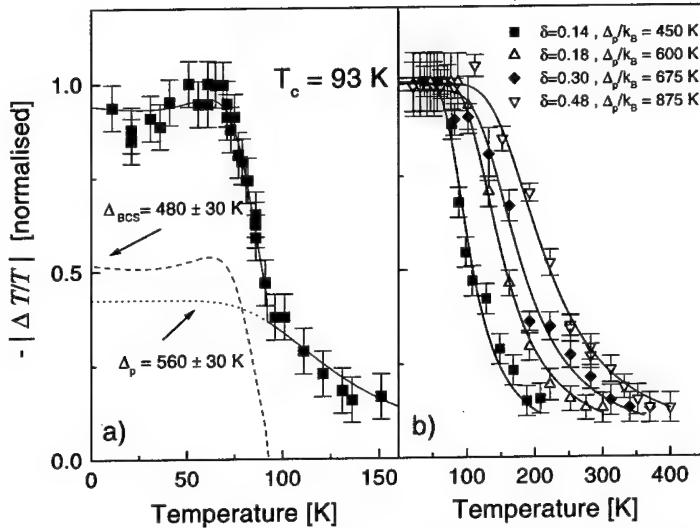 T_c = 93 K
Δ_BCS = 480 ± 30 K
Δ_p = 560 ± 30 K
a)
- | ΔT/T | [normalised]
1.0
0.5
0.0
0
50
100
150
Temperature [K]
δ=0.14 , Δ_p/k_B = 450 K
δ=0.18 , Δ_p/k_B = 600 K
δ=0.30 , Δ_p/k_B = 675 K
δ=0.48 , Δ_p/k_B = 875 K
b)
100
200
300
400
Temperature [K]